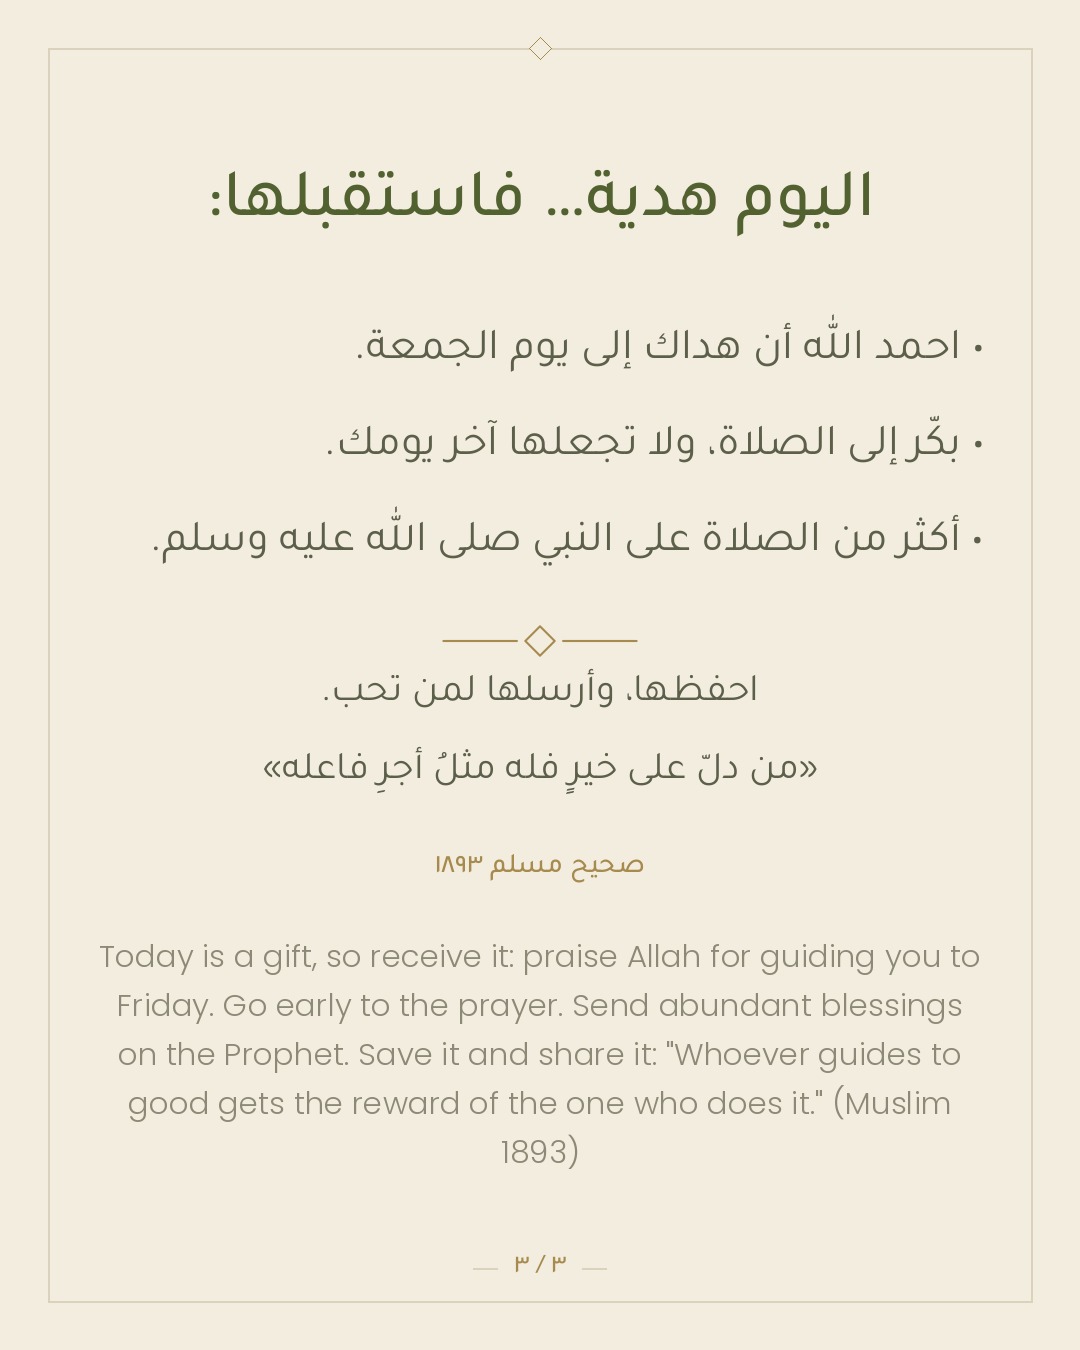 اليوم هدية... فاستقبلها:
• احمد الله أن هداك إلى يوم الجمعة.
• بكّر إلى الصلاة، ولا تجعلها آخر يومك.
• أكثر من الصلاة على النبي صلى الله عليه وسلم.
احفظها، وأرسلها لمن تحب.
«من دلّ على خيرٍ فله مثلُ أجرِ فاعله»
صحيح مسلم ١٨٩٣
Today is a gift, so receive it: praise Allah for guiding you to
Friday. Go early to the prayer. Send abundant blessings
on the Prophet. Save it and share it: "Whoever guides to
good gets the reward of the one who does it." (Muslim
1893)
٣ / ٣